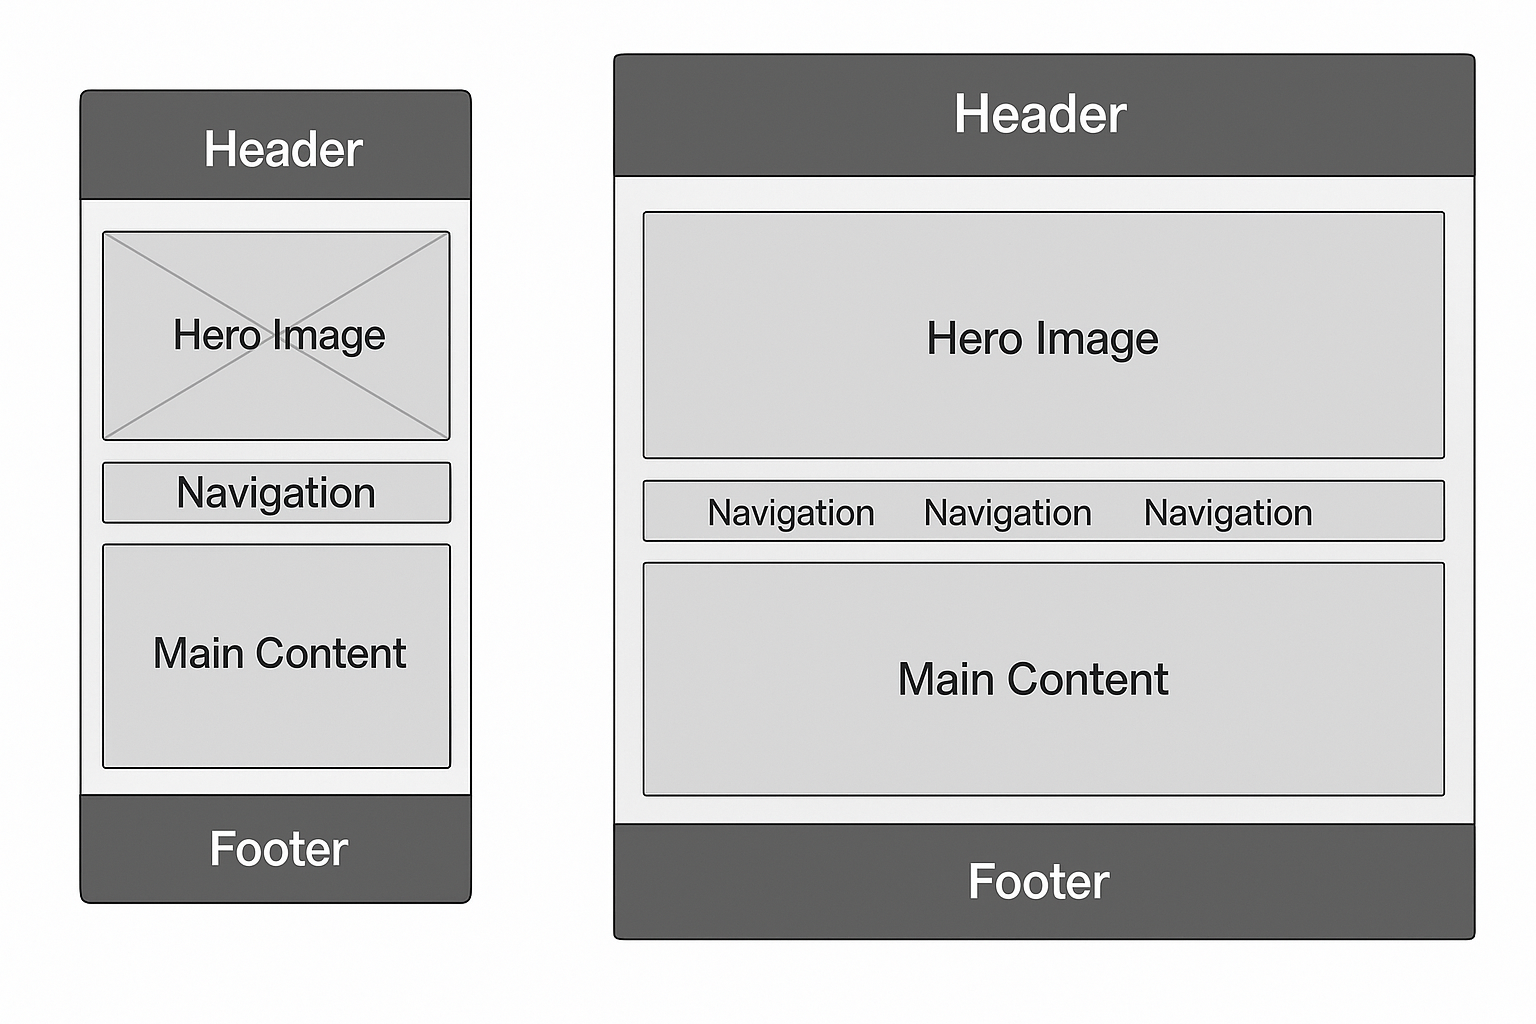 Header
Hero Image
Navigation
Main Content
Footer
Header
Hero Image
Navigation Navigation Navigation
Main Content
Footer